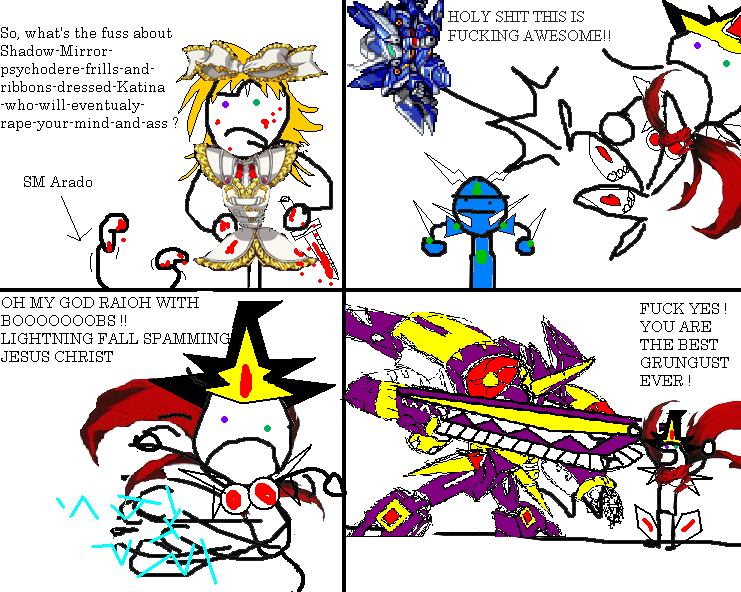 So, what's the fuss about
Shadow-Mirror-
psychodere-frills-and-
ribbons-dressed-Katina
-who-will-eventualy-
rape-your-mind-and-ass ?
SM Arado
HOLY SHIT THIS IS
FUCKING AWESOME!!
OH MY GOD RAIOH WITH
BOOOOOOOBS !!
LIGHTNING FALL SPAMMING
JESUS CHRIST
FUCK YES !
YOU ARE
THE BEST
GRUNGUST
EVER !